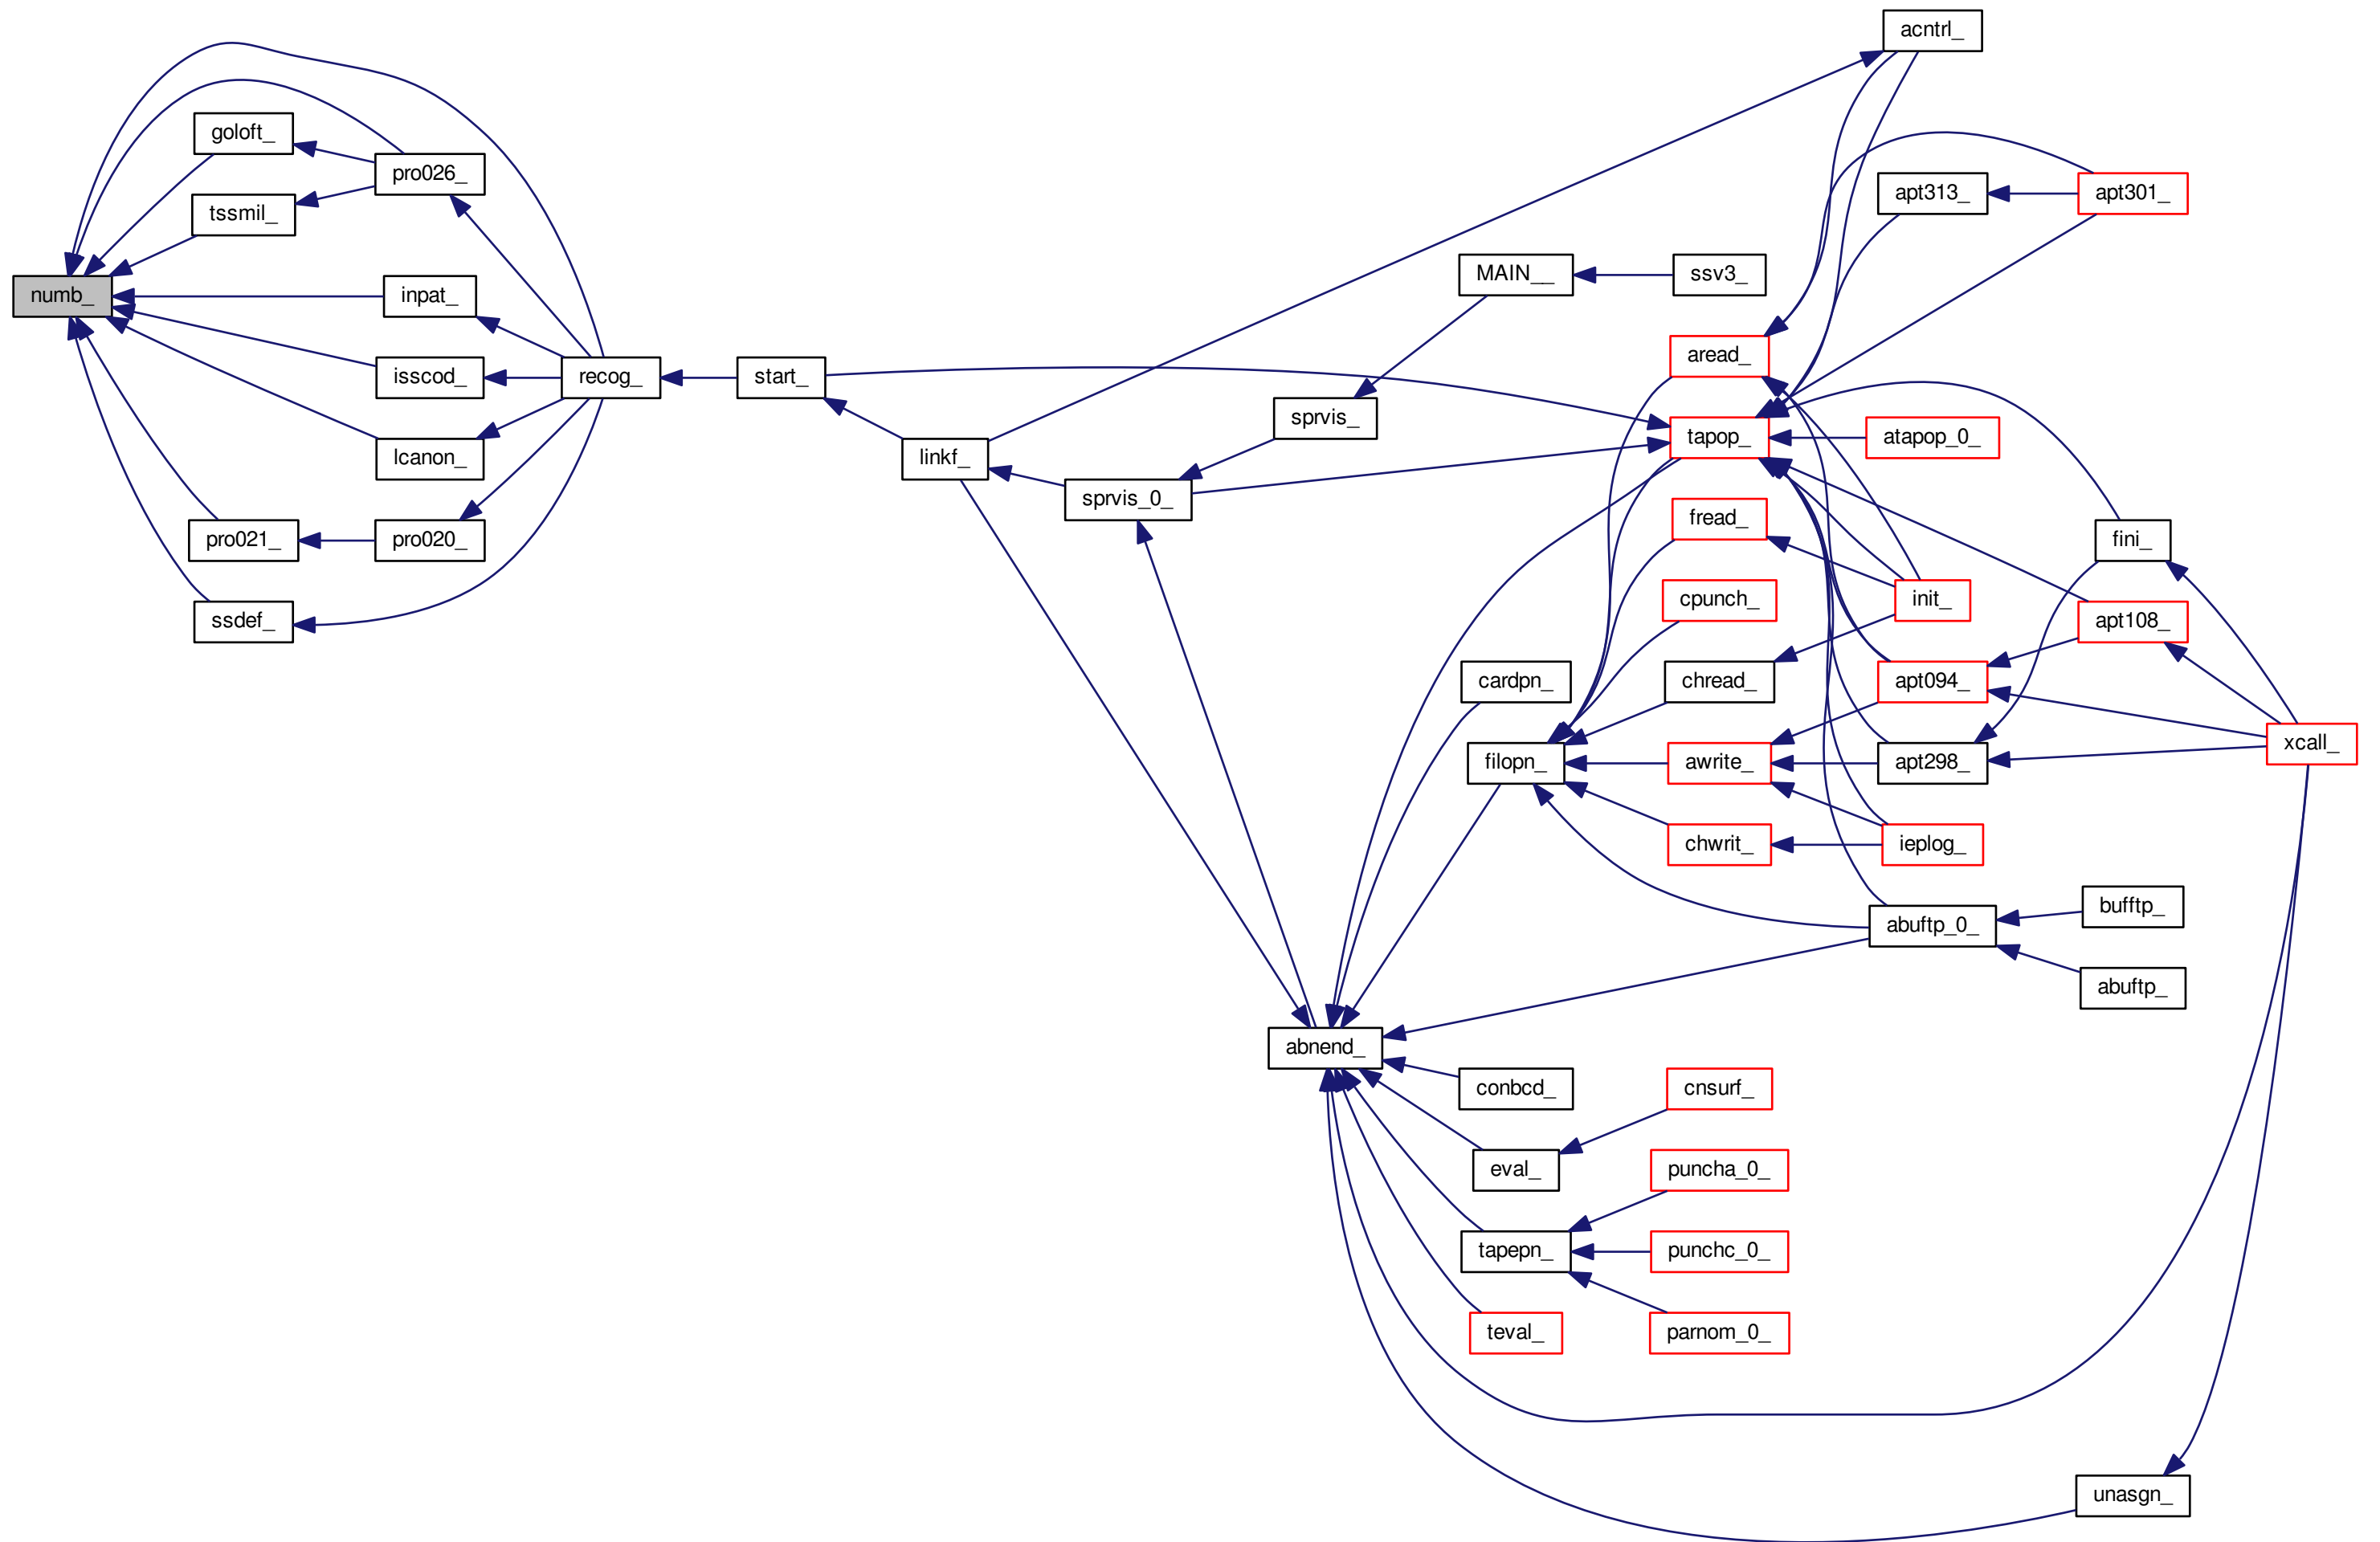 numb_
goloft_
tssmil_
pro026_
inpat_
isscod_
lcanon_
pro021_
pro020_
ssdef_
recog_
start_
linkf_
sprvis_0_
sprvis_
MAIN__
ssv3_
acntrl_
apt313_
apt301_
aread_
tapop_
atapop_0_
fread_
cpunch_
chread_
init_
fini_
apt108_
cardpn_
filopn_
awrite_
apt094_
apt298_
xcall_
chwrit_
ieplog_
abuftp_0_
bufftp_
abuftp_
abnend_
conbcd_
cnsurf_
eval_
puncha_0_
tapepn_
punchc_0_
teval_
parnom_0_
unasgn_